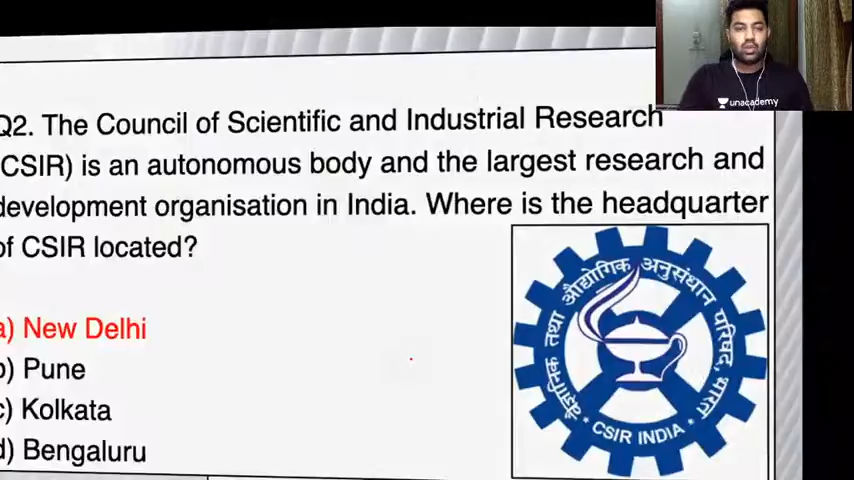 unacademy
Q2. The Council of Scientific and Industrial Research
CSIR) is an autonomous body and the largest research and
development organisation in India. Where is the headquarter
of CSIR located?
a) New Delhi
b) Pune
c) Kolkata
d) Bengaluru
वैज्ञानिक तथा औद्योगिक अनुसंधान परिषद, भारत
CSIR INDIA